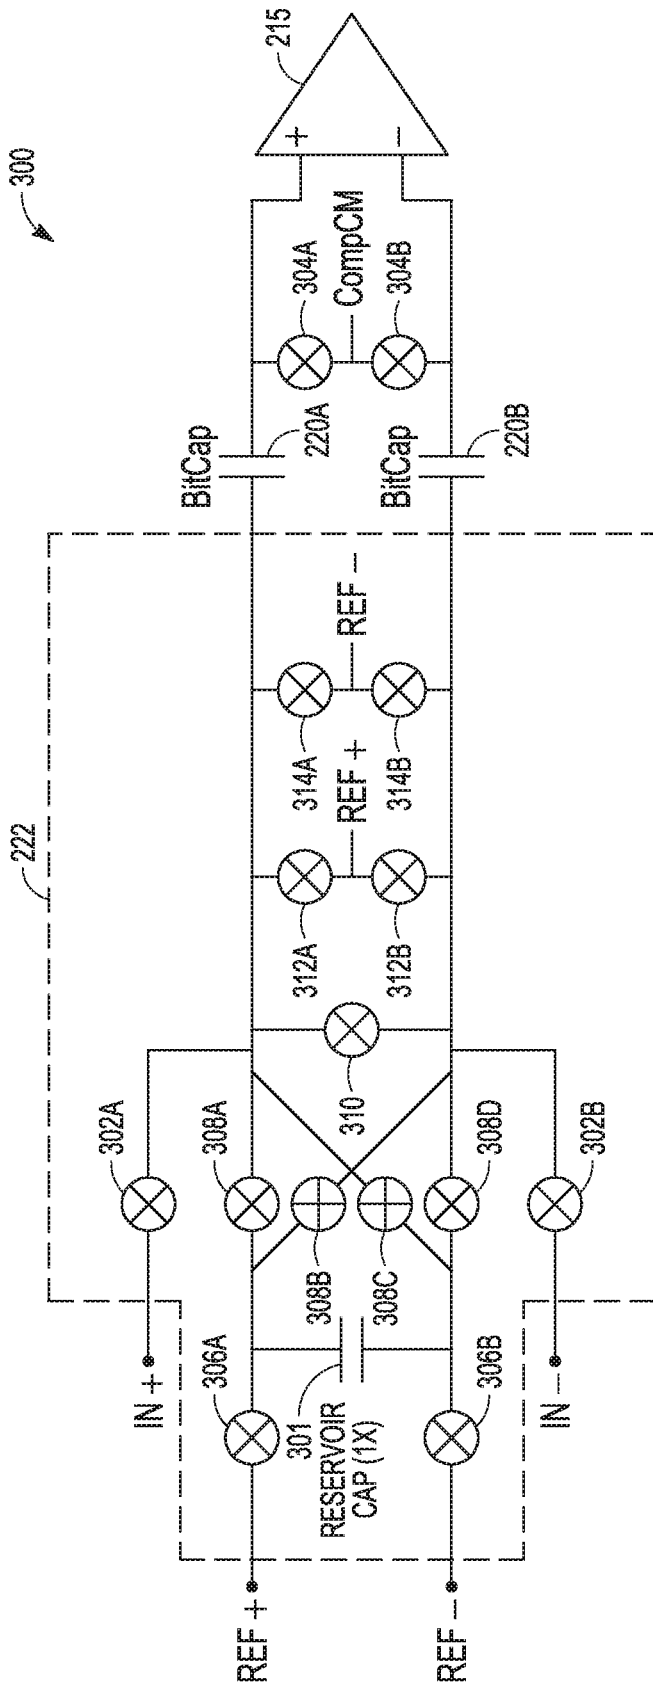 300
215
222
REF +
REF −
IN +
IN −
306A
306B
301
RESERVOIR
CAP (1X)
302A
308A
308B
308C
308D
302B
310
312A
312B
REF +
314A
314B
REF −
BitCap
220A
BitCap
220B
304A
CompCM
304B
+
−